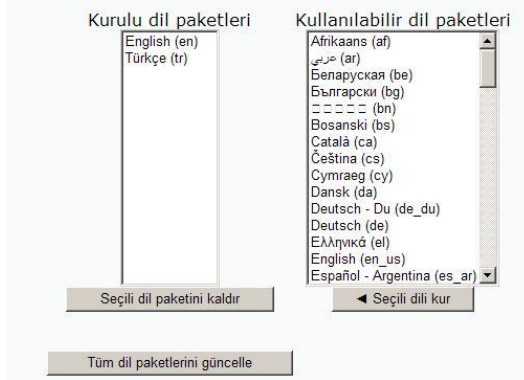 Kurulu dil paketleri
English (en)
Türkçe (tr)
Seçili dil paketini kaldır
Kullanılabilir dil paketleri
Afrikaans (af)
عربي (ar)
Беларуская (be)
Български (bg)
(bn)
Bosanski (bs)
Català (ca)
Čeština (cs)
Cymraeg (cy)
Dansk (da)
Deutsch - Du (de_du)
Deutsch (de)
Ελληνικά (el)
English (en_us)
Español - Argentina (es_ar)
◄ Seçili dili kur
Tüm dil paketlerini güncelle